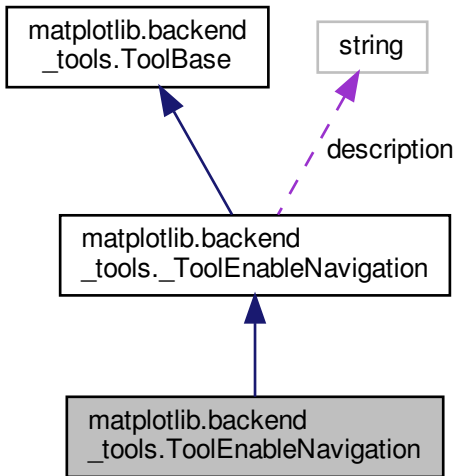 matplotlib.backend
_tools.ToolBase
string
description
matplotlib.backend
_tools._ToolEnableNavigation
matplotlib.backend
_tools.ToolEnableNavigation